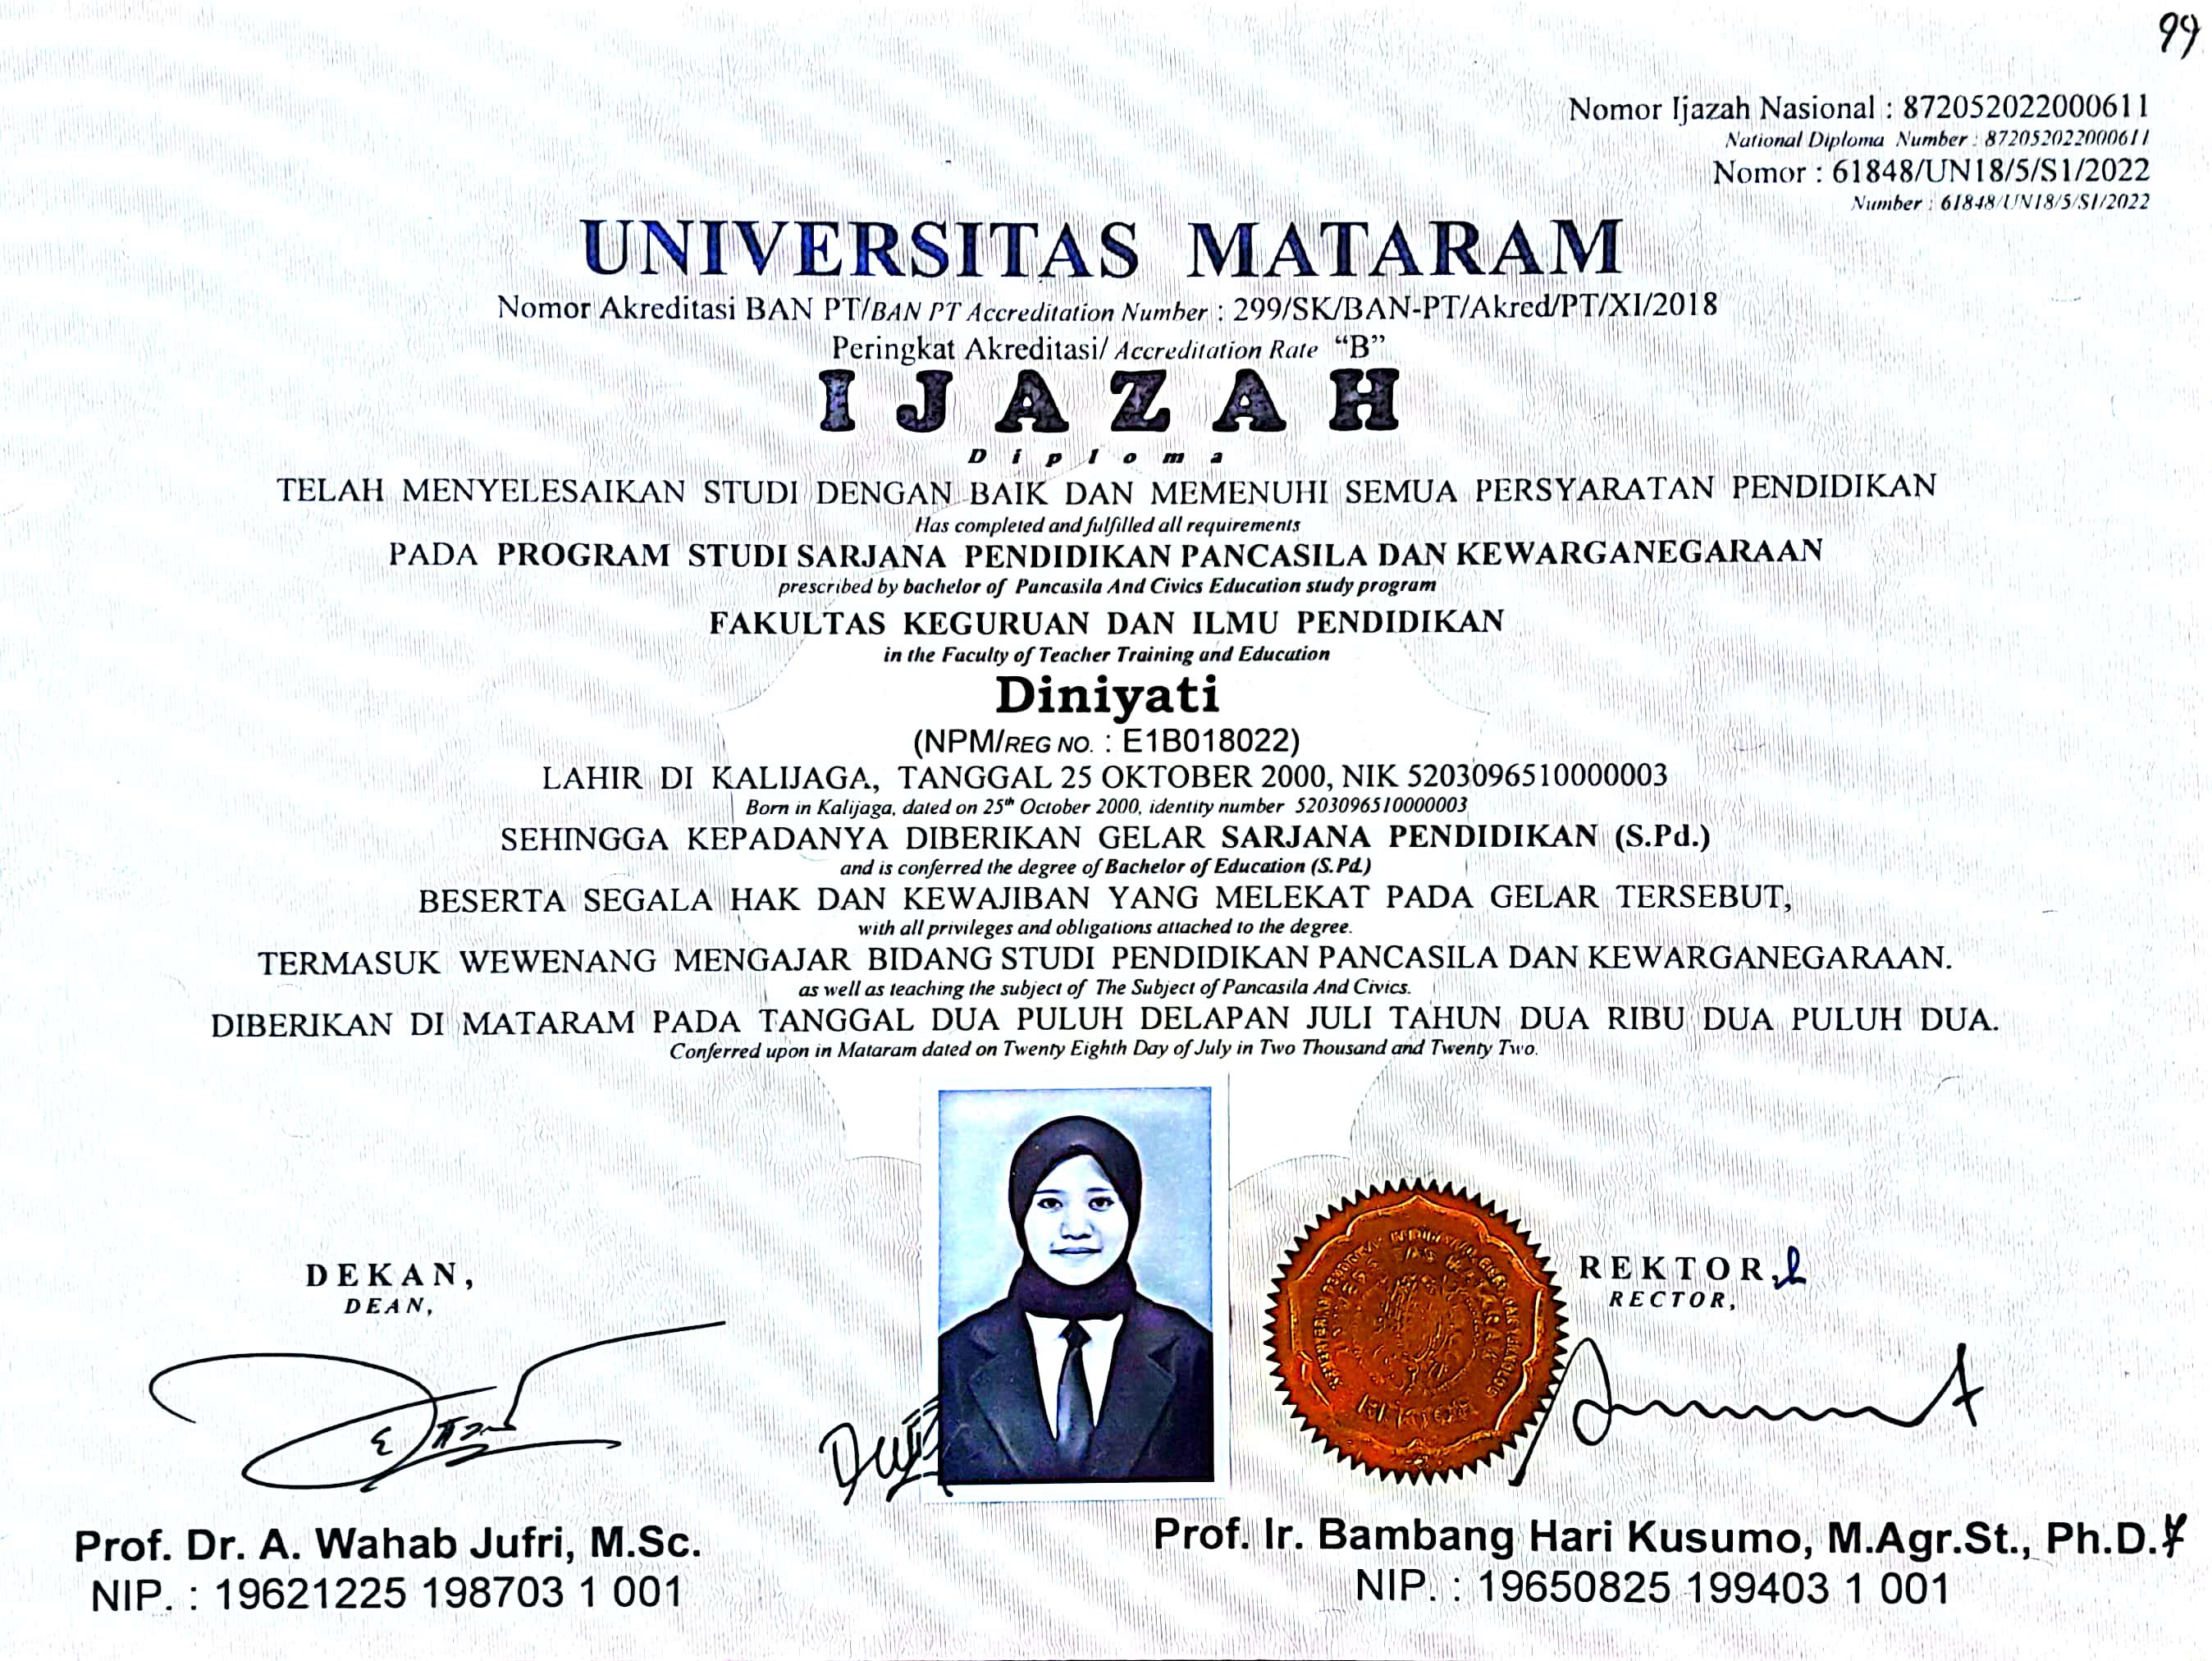 99
Nomor Ijazah Nasional : 872052022000611
National Diploma Number : 872052022000611
Nomor : 61848/UN18/5/S1/2022
Number : 61848/UN18/5/S1/2022
UNIVERSITAS MATARAM
Nomor Akreditasi BAN PT/BAN PT Accreditation Number : 299/SK/BAN-PT/Akred/PT/XI/2018
Peringkat Akreditasi/ Accreditation Rate “B”
IJAZAH
Diploma
TELAH MENYELESAIKAN STUDI DENGAN BAIK DAN MEMENUHI SEMUA PERSYARATAN PENDIDIKAN
Has completed and fulfilled all requirements
PADA PROGRAM STUDI SARJANA PENDIDIKAN PANCASILA DAN KEWARGANEGARAAN
prescribed by bachelor of Pancasila And Civics Education study program
FAKULTAS KEGURUAN DAN ILMU PENDIDIKAN
in the Faculty of Teacher Training and Education
Diniyati
(NPM/REG NO. : E1B018022)
LAHIR DI KALIJAGA, TANGGAL 25 OKTOBER 2000, NIK 5203096510000003
Born in Kalijaga, dated on 25th October 2000, identity number 5203096510000003
SEHINGGA KEPADANYA DIBERIKAN GELAR SARJANA PENDIDIKAN (S.Pd.)
and is conferred the degree of Bachelor of Education (S.Pd.)
BESERTA SEGALA HAK DAN KEWAJIBAN YANG MELEKAT PADA GELAR TERSEBUT,
with all privileges and obligations attached to the degree.
TERMASUK WEWENANG MENGAJAR BIDANG STUDI PENDIDIKAN PANCASILA DAN KEWARGANEGARAAN.
as well as teaching the subject of The Subject of Pancasila And Civics.
DIBERIKAN DI MATARAM PADA TANGGAL DUA PULUH DELAPAN JULI TAHUN DUA RIBU DUA PULUH DUA.
Conferred upon in Mataram dated on Twenty Eighth Day of July in Two Thousand and Twenty Two.
DEKAN,
DEAN,
REKTOR,
RECTOR,
Prof. Dr. A. Wahab Jufri, M.Sc.
NIP. : 19621225 198703 1 001
Prof. Ir. Bambang Hari Kusumo, M.Agr.St., Ph.D.
NIP. : 19650825 199403 1 001